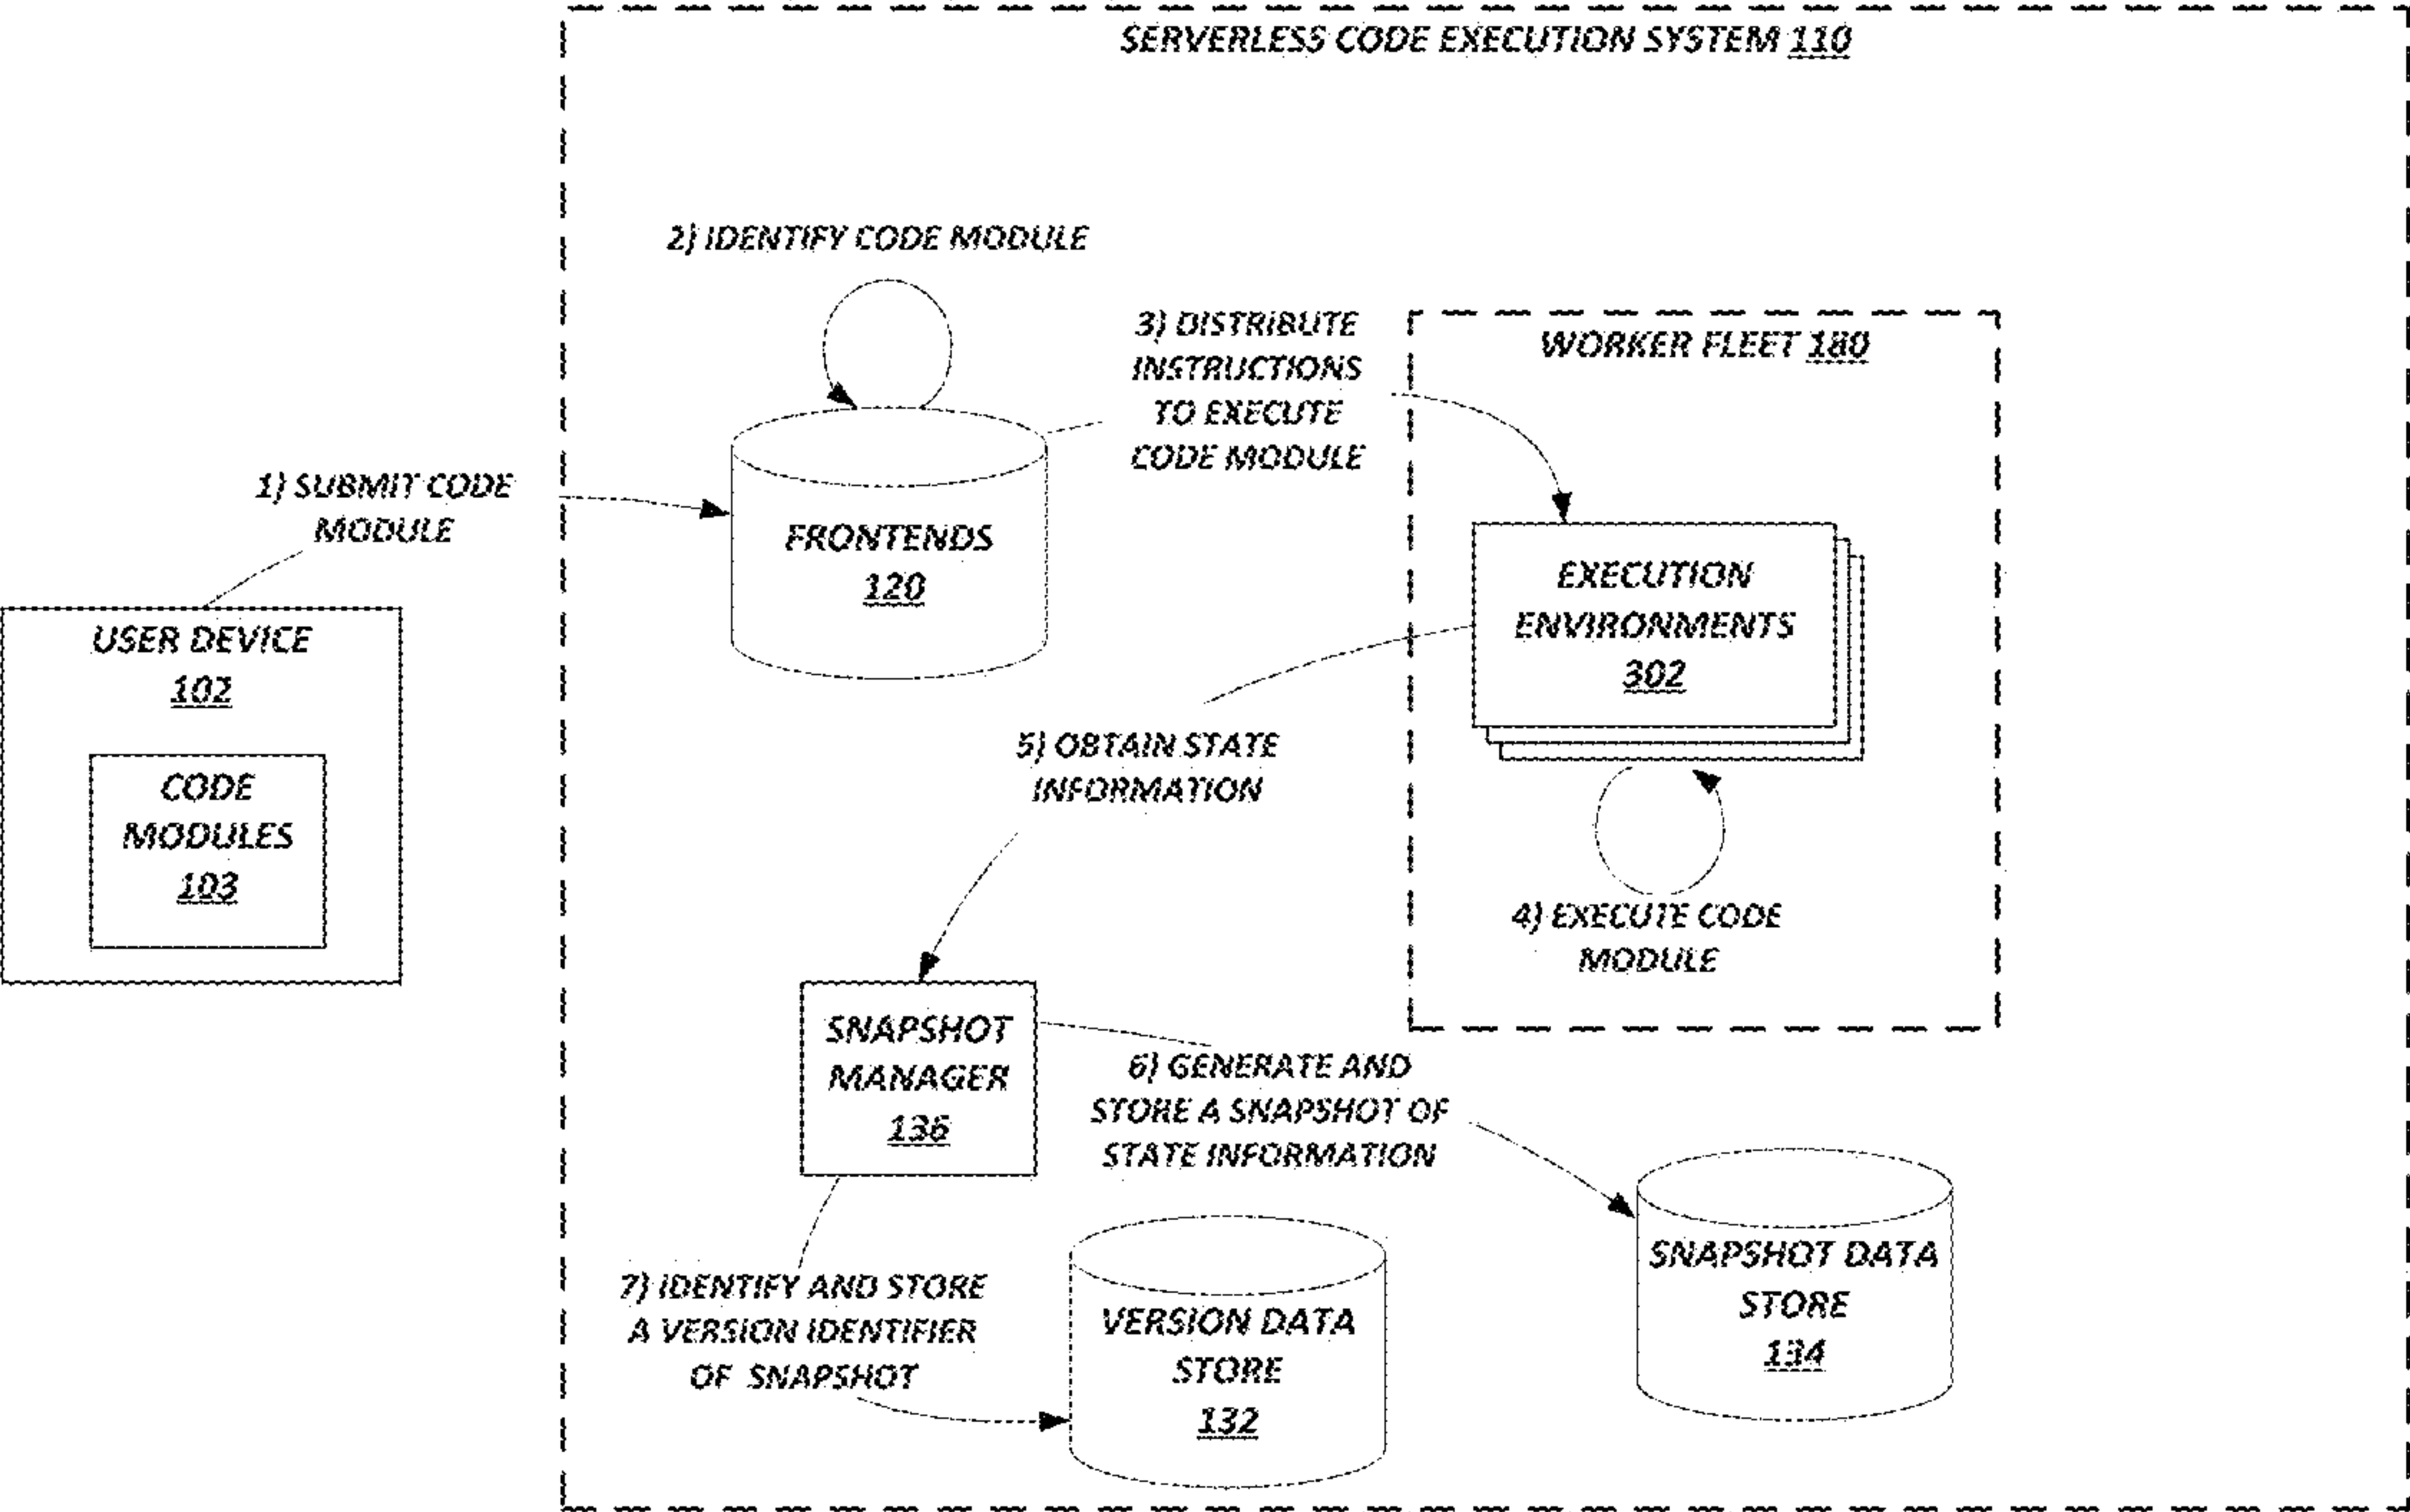 SERVERLESS CODE EXECUTION SYSTEM 110
2) IDENTIFY CODE MODULE
3) DISTRIBUTE
INSTRUCTIONS
TO EXECUTE
CODE MODULE
WORKER FLEET 180
1) SUBMIT CODE
MODULE
FRONTENDS
120
EXECUTION
ENVIRONMENTS
302
USER DEVICE
102
CODE
MODULES
103
5) OBTAIN STATE
INFORMATION
4) EXECUTE CODE
MODULE
SNAPSHOT
MANAGER
136
6) GENERATE AND
STORE A SNAPSHOT OF
STATE INFORMATION
7) IDENTIFY AND STORE
A VERSION IDENTIFIER
OF SNAPSHOT
VERSION DATA
STORE
132
SNAPSHOT DATA
STORE
134